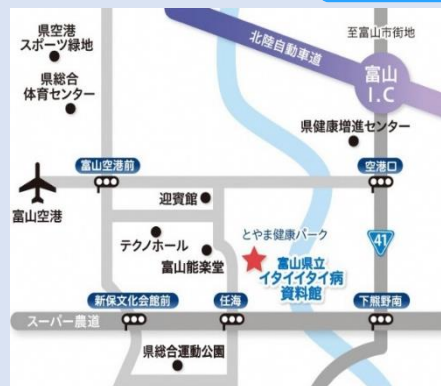 県空港
スポーツ緑地
県総合
体育センター
北陸自動車道
至富山市街地
富山
I.C
県健康増進センター
富山空港前
空港口
富山空港
迎賓館
テクノホール
富山能楽堂
とやま健康パーク
富山県立
イタイイタイ病
資料館
41
新保文化会館前
任海
下熊野南
スーパー農道
県総合運動公園